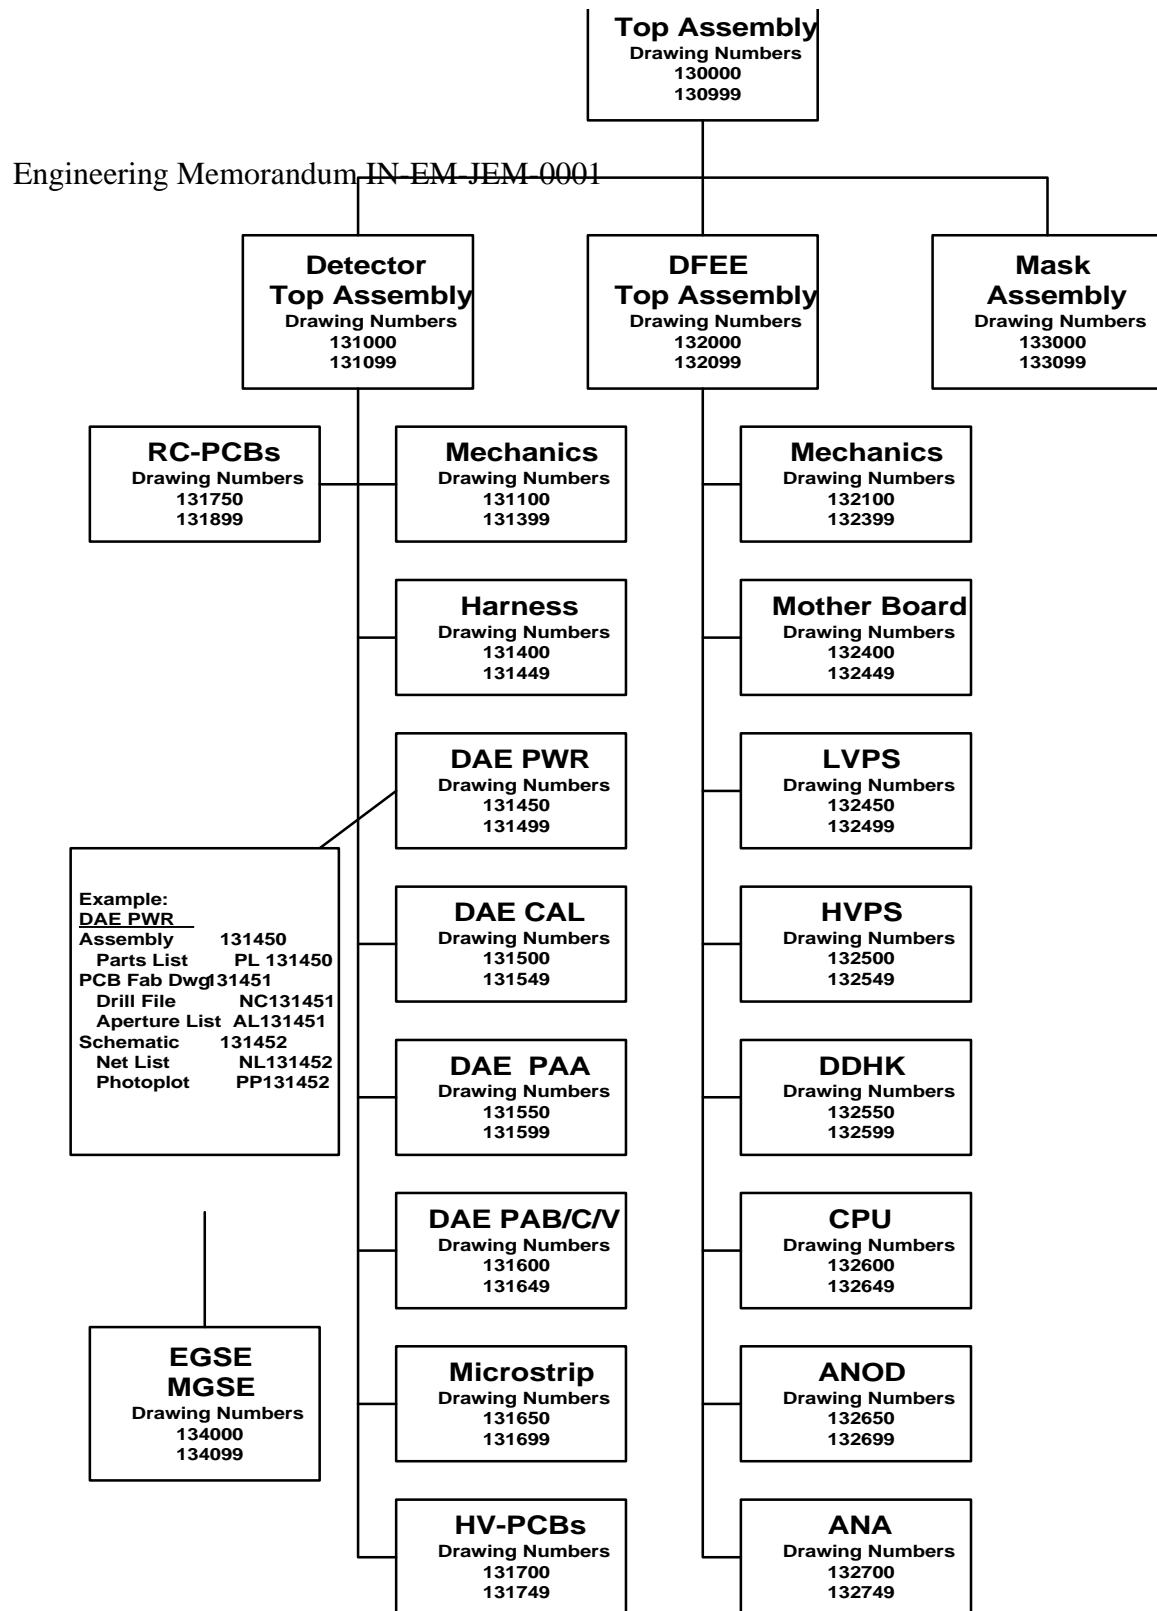 Top Assembly
Drawing Numbers
130000
130999
Engineering Memorandum IN-EM-JEM-0001
Detector
Top Assembly
Drawing Numbers
131000
131099
DFEE
Top Assembly
Drawing Numbers
132000
132099
Mask
Assembly
Drawing Numbers
133000
133099
RC-PCBs
Drawing Numbers
131750
131899
Mechanics
Drawing Numbers
131100
131399
Mechanics
Drawing Numbers
132100
132399
Harness
Drawing Numbers
131400
131449
Mother Board
Drawing Numbers
132400
132449
DAE PWR
Drawing Numbers
131450
131499
LVPS
Drawing Numbers
132450
132499
Example:
DAE PWR
Assembly 131450
Parts List PL 131450
PCB Fab Dwg131451
Drill File NC131451
Aperture List AL131451
Schematic 131452
Net List NL131452
Photoplot PP131452
DAE CAL
Drawing Numbers
131500
131549
HVPS
Drawing Numbers
132500
132549
DAE PAA
Drawing Numbers
131550
131599
DDHK
Drawing Numbers
132550
132599
DAE PAB/C/V
Drawing Numbers
131600
131649
CPU
Drawing Numbers
132600
132649
EGSE
MGSE
Drawing Numbers
134000
134099
Microstrip
Drawing Numbers
131650
131699
ANOD
Drawing Numbers
132650
132699
HV-PCBs
Drawing Numbers
131700
131749
ANA
Drawing Numbers
132700
132749